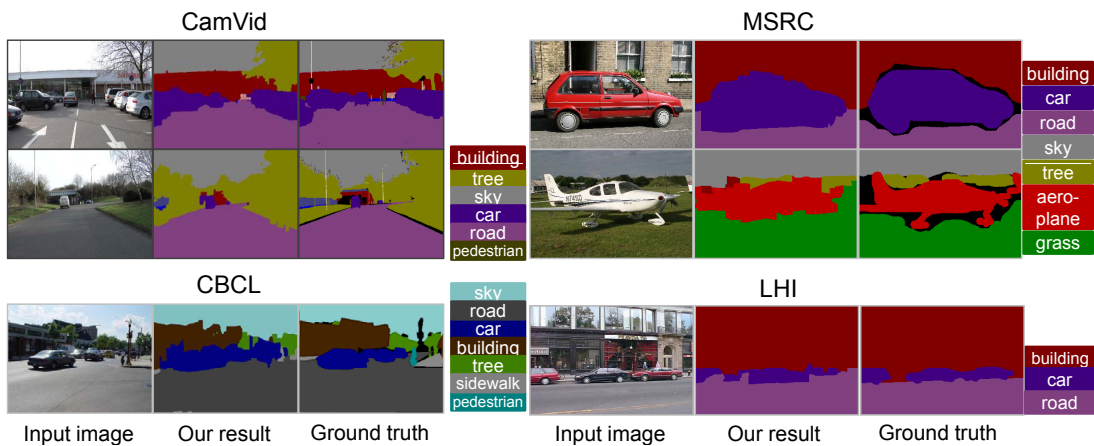 CamVid
MSRC
building
tree
sky
car
road
pedestrian
building
car
road
sky
tree
aero-
plane
grass
N741CD
CBCL
LHI
sky
road
car
building
tree
sidewalk
pedestrian
building
car
road
Input image
Our result
Ground truth
Input image
Our result
Ground truth